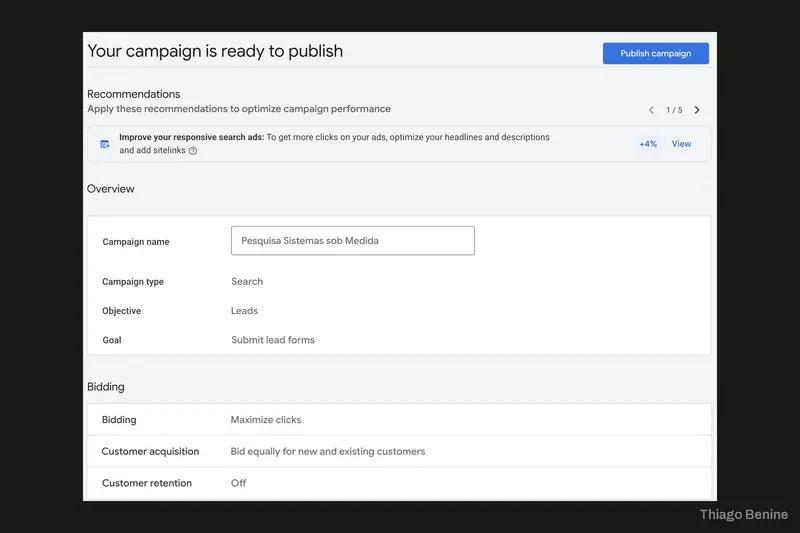 Your campaign is ready to publish
Publish campaign
Recommendations
Apply these recommendations to optimize campaign performance
1 / 5
Improve your responsive search ads: To get more clicks on your ads, optimize your headlines and descriptions
and add sitelinks
+4%
View
Overview
Campaign name
Pesquisa Sistemas sob Medida
Campaign type
Search
Objective
Leads
Goal
Submit lead forms
Bidding
Bidding
Maximize clicks
Customer acquisition
Bid equally for new and existing customers
Customer retention
Off
Thiago Benine